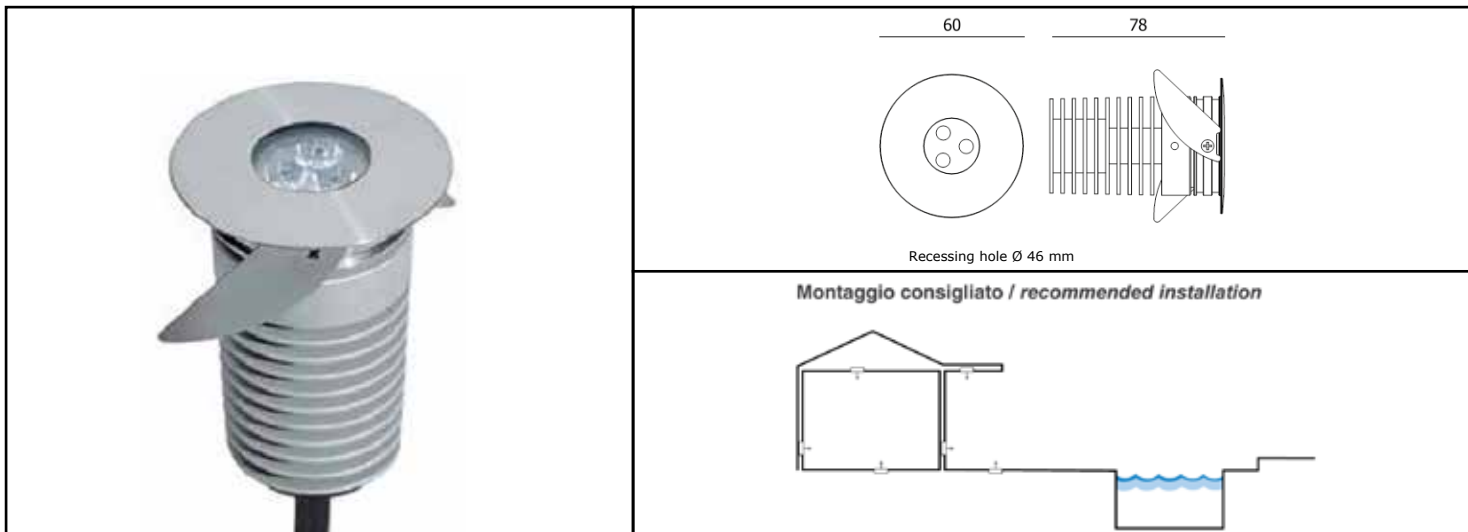 60
78
Recessing hole Ø 46 mm
Montaggio consigliato / recommended installation